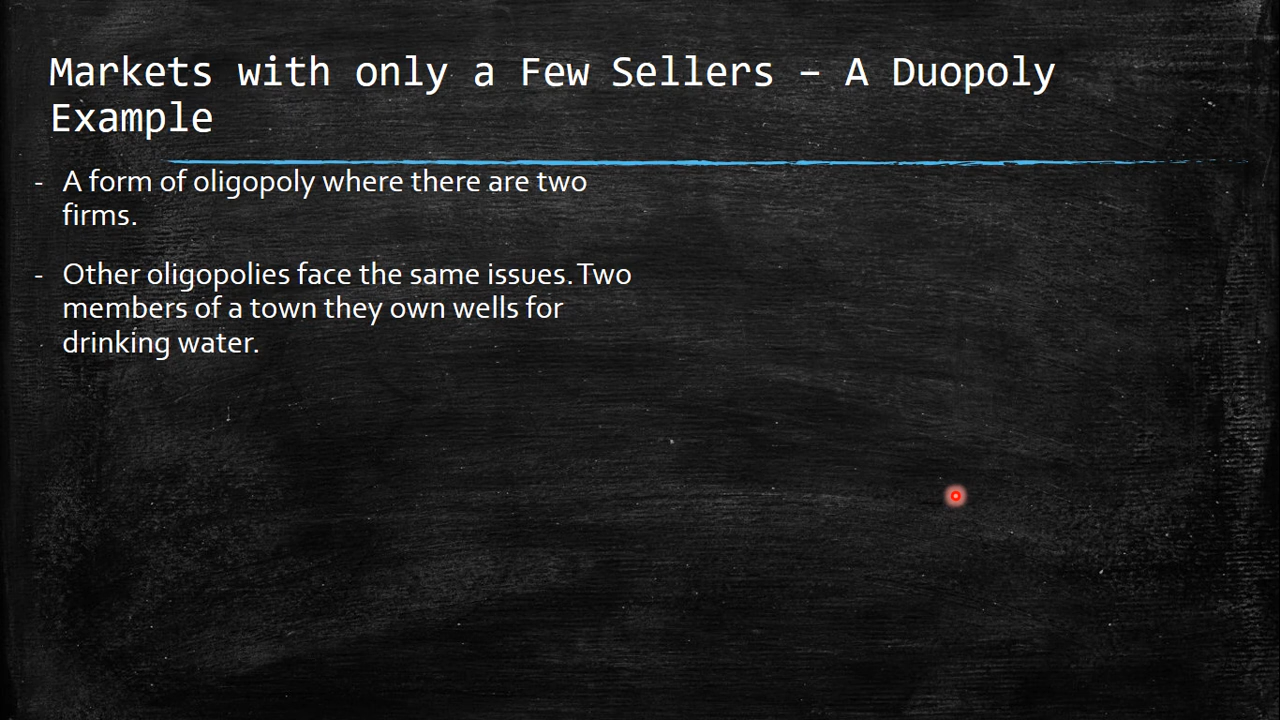 Markets with only a Few Sellers – A Duopoly
Example
- A form of oligopoly where there are two
firms.
- Other oligopolies face the same issues. Two
members of a town they own wells for
drinking water.